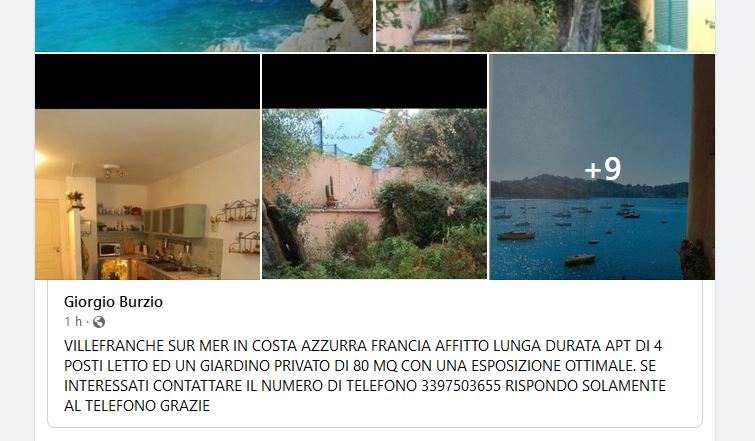 +9
Giorgio Burzio
1 h ·
VILLEFRANCHE SUR MER IN COSTA AZZURRA FRANCIA AFFITTO LUNGA DURATA APT DI 4
POSTI LETTO ED UN GIARDINO PRIVATO DI 80 MQ CON UNA ESPOSIZIONE OTTIMALE. SE
INTERESSATI CONTATTARE IL NUMERO DI TELEFONO 3397503655 RISPONDO SOLAMENTE
AL TELEFONO GRAZIE